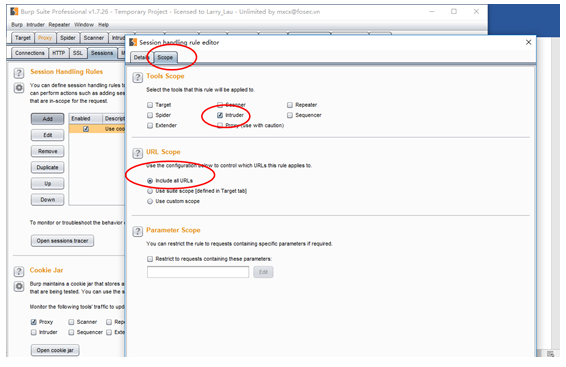 Burp Suite Professional v1.7.26 - Temporary Project - licensed to Larry_Lau - Unlimited by mxcx@fosec.vn
Burp Intruder Repeater Window Help
Target Proxy Spider Scanner
Connections HTTP SSL Sessions
Session Handling Rules
You can define session handling rules
can perform actions such as adding
that are in-scope for the request.
Add Enabled
Edit Use
Remove
Duplicate
Up
Down
To monitor or troubleshoot the behavior
Open sessions tracer
Cookie Jar
Burp maintains a cookie jar that stores
that are being tested. You can use the
Monitor the following tools' traffic to
Proxy Scanner
Intruder Sequencer
Open cookie jar
Session handling rule editor
Scope
Tools Scope
Select the tools that this rule will be applied to.
Target Scanner Repeater
Spider Intruder Sequencer
Extender Proxy (use with caution)
URL Scope
Use the configuration below to control which URLs this rule applies to.
Include all URLs
Use suite scope [defined in Target tab]
Use custom scope
Parameter Scope
You can restrict the rule to requests containing specific parameters if required.
Restrict to requests containing these parameters:
Edit